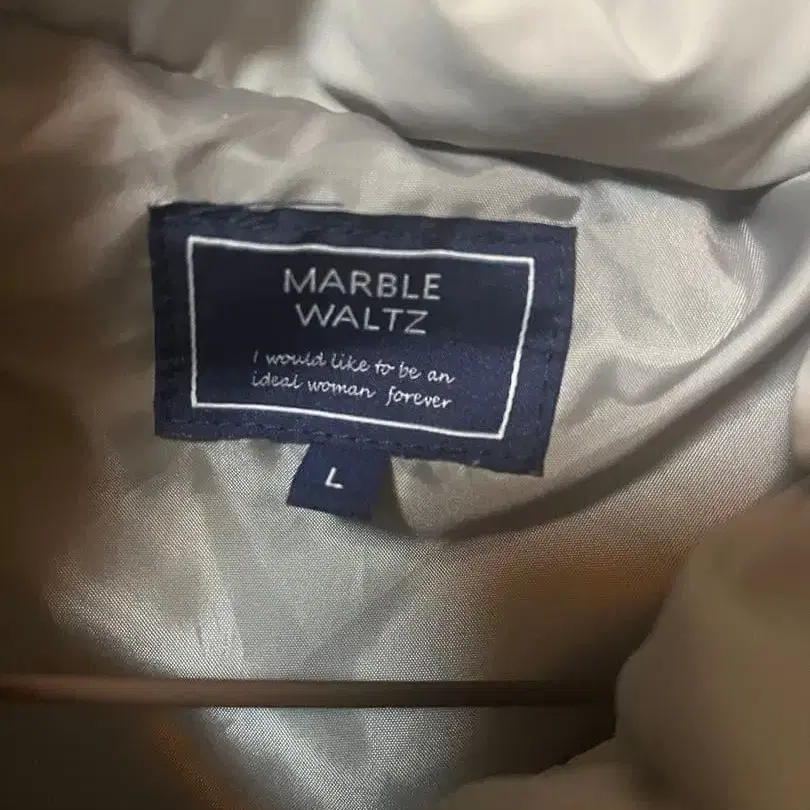 MARBLE
WALTZ
I would like to be an
ideal woman forever
L